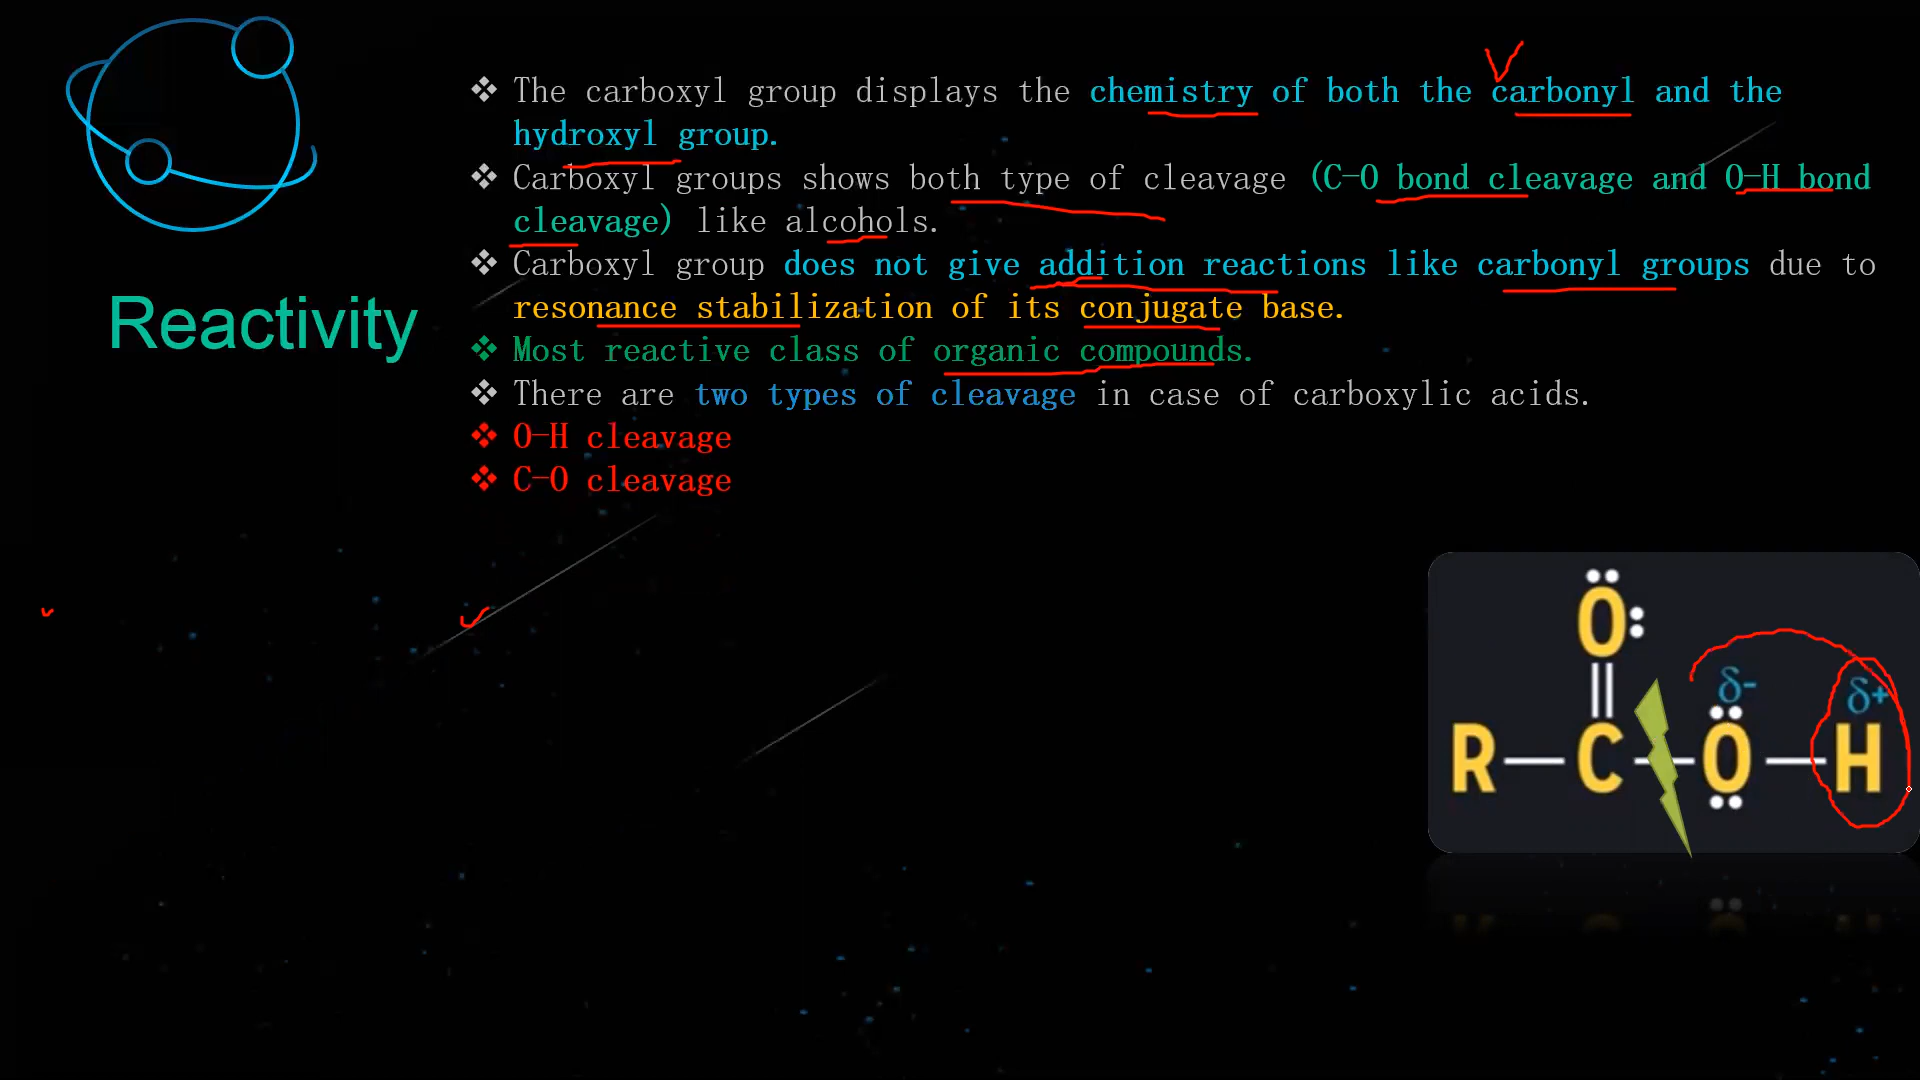 Reactivity
❖ The carboxyl group displays the chemistry of both the carbonyl and the
hydroxyl group.
❖ Carboxyl groups shows both type of cleavage (C-O bond cleavage and O-H bond
cleavage) like alcohols.
❖ Carboxyl group does not give addition reactions like carbonyl groups due to
resonance stabilization of its conjugate base.
❖ Most reactive class of organic compounds.
❖ There are two types of cleavage in case of carboxylic acids.
❖ O-H cleavage
❖ C-O cleavage
O
δ- δ+
R—C—O—H